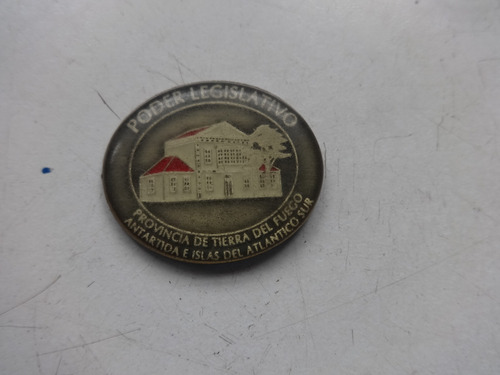 PODER LEGISLATIVO
PROVINCIA DE TIERRA DEL FUEGO
ANTARTIDA E ISLAS DEL ATLANTICO SUR